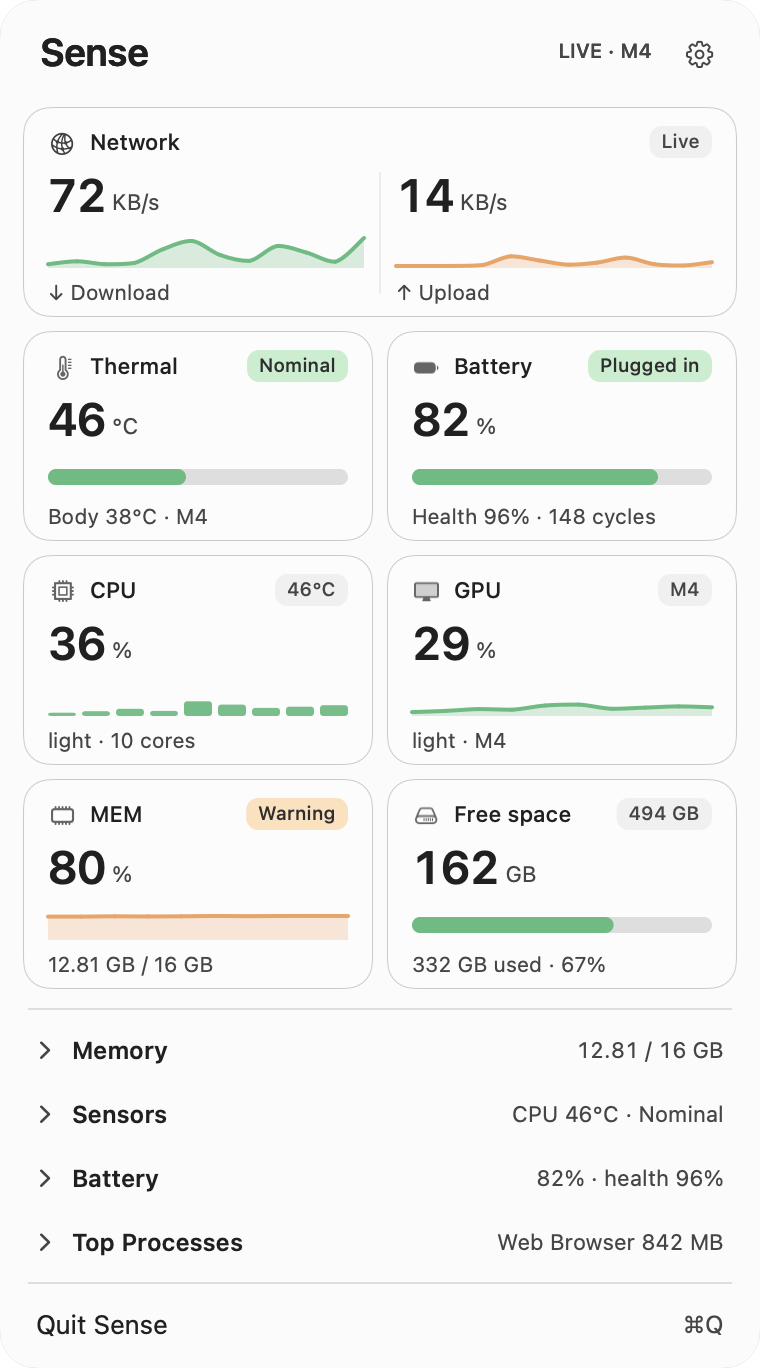 Sense
LIVE · M4
Network
Live
72 KB/s
14 KB/s
↓ Download
↑ Upload
Thermal
Nominal
46 °C
Body 38°C · M4
Battery
Plugged in
82 %
Health 96% · 148 cycles
CPU
46°C
36 %
light · 10 cores
GPU
M4
29 %
light · M4
MEM
Warning
80 %
12.81 GB / 16 GB
Free space
494 GB
162 GB
332 GB used · 67%
Memory
12.81 / 16 GB
Sensors
CPU 46°C · Nominal
Battery
82% · health 96%
Top Processes
Web Browser 842 MB
Quit Sense
⌘Q